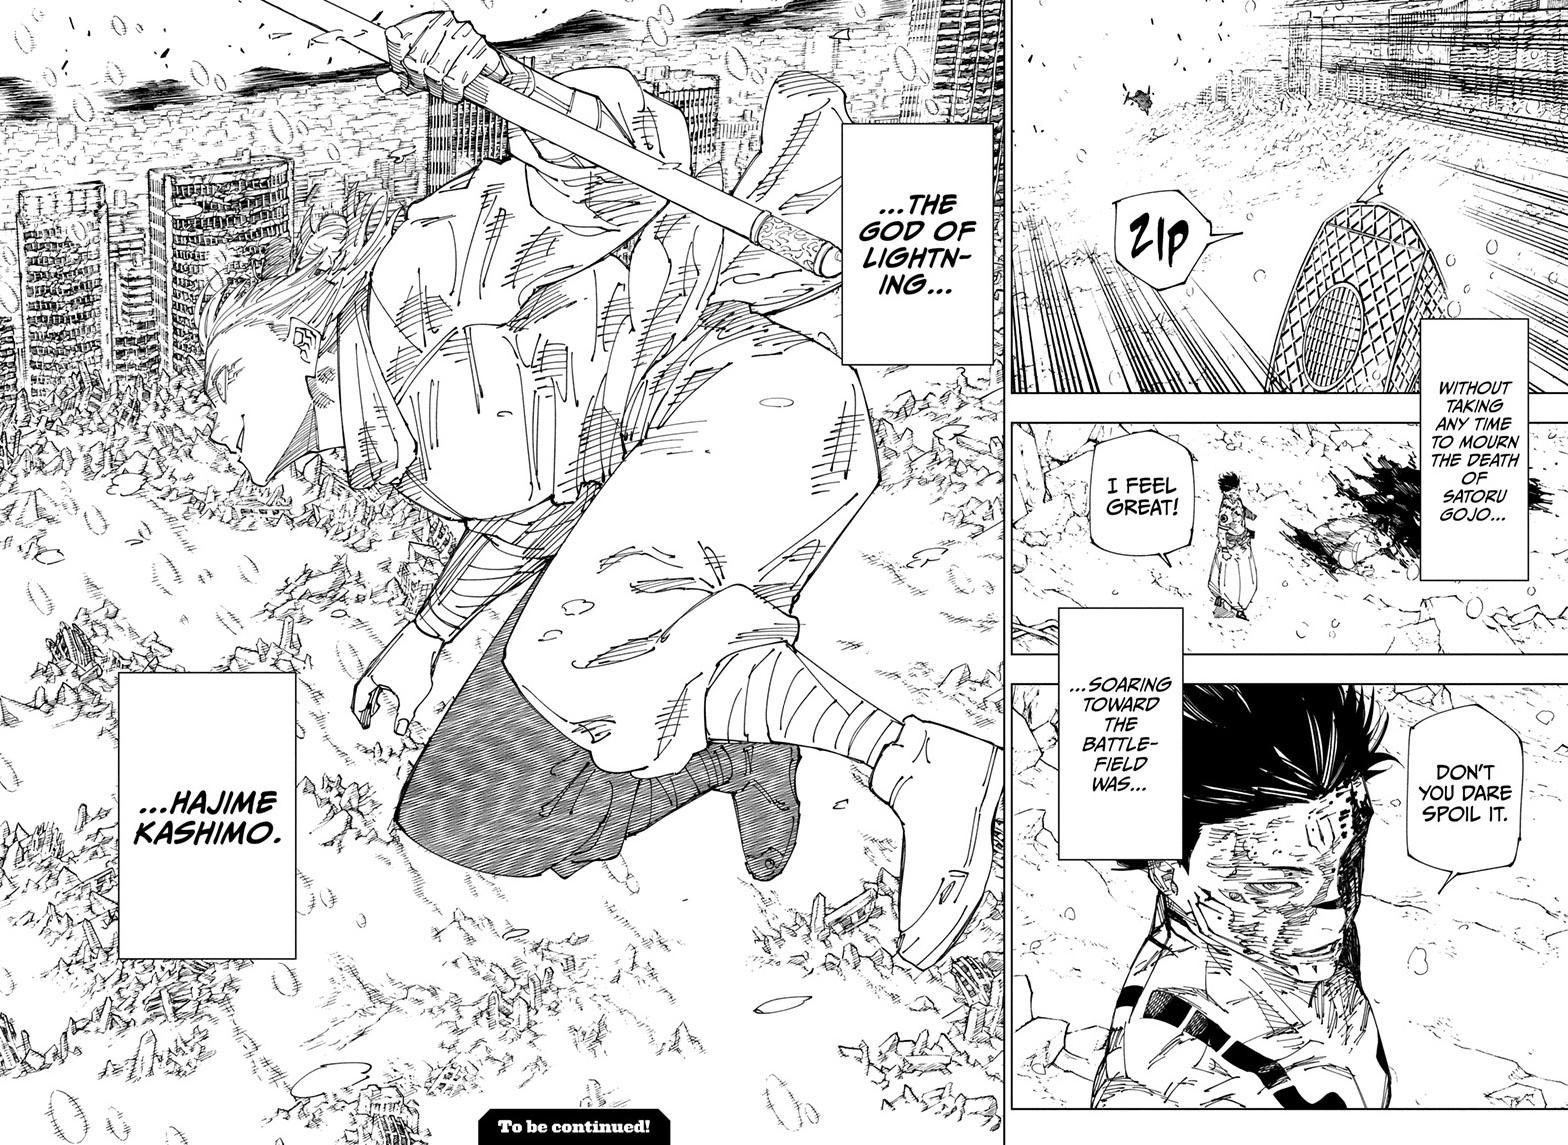 ZIP
WITHOUT
TAKING
ANY TIME
TO MOURN
THE DEATH
OF
SATORU
GOJO...
I FEEL
GREAT!
...SOARING
TOWARD
THE
BATTLE-
FIELD
WAS...
DON'T
YOU DARE
SPOIL IT.
...THE
GOD OF
LIGHTN-
ING...
...HAJIME
KASHIMO.
To be continued!